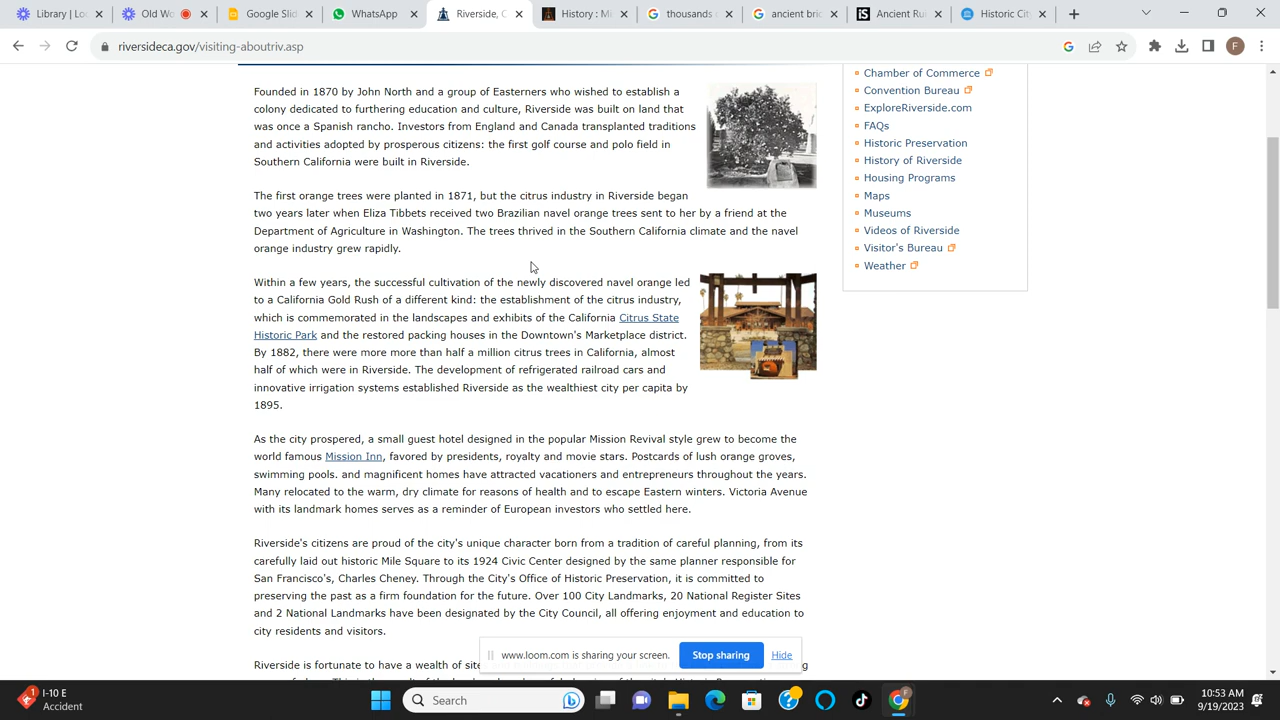 Library | Loo
Old Wo
Google Slid
WhatsApp
Riverside, C
History : Mi
thousands
ancient bric
Ancient Rui
Historic City
riversideca.gov/visiting-aboutriv.asp
F
Founded in 1870 by John North and a group of Easterners who wished to establish a
colony dedicated to furthering education and culture, Riverside was built on land that
was once a Spanish rancho. Investors from England and Canada transplanted traditions
and activities adopted by prosperous citizens: the first golf course and polo field in
Southern California were built in Riverside.
The first orange trees were planted in 1871, but the citrus industry in Riverside began
two years later when Eliza Tibbets received two Brazilian navel orange trees sent to her by a friend at the
Department of Agriculture in Washington. The trees thrived in the Southern California climate and the navel
orange industry grew rapidly.
Within a few years, the successful cultivation of the newly discovered navel orange led
to a California Gold Rush of a different kind: the establishment of the citrus industry,
which is commemorated in the landscapes and exhibits of the California Citrus State
Historic Park and the restored packing houses in the Downtown's Marketplace district.
By 1882, there were more more than half a million citrus trees in California, almost
half of which were in Riverside. The development of refrigerated railroad cars and
innovative irrigation systems established Riverside as the wealthiest city per capita by
1895.
As the city prospered, a small guest hotel designed in the popular Mission Revival style grew to become the
world famous Mission Inn, favored by presidents, royalty and movie stars. Postcards of lush orange groves,
swimming pools. and magnificent homes have attracted vacationers and entrepreneurs throughout the years.
Many relocated to the warm, dry climate for reasons of health and to escape Eastern winters. Victoria Avenue
with its landmark homes serves as a reminder of European investors who settled here.
Riverside's citizens are proud of the city's unique character born from a tradition of careful planning, from its
carefully laid out historic Mile Square to its 1924 Civic Center designed by the same planner responsible for
San Francisco's, Charles Cheney. Through the City's Office of Historic Preservation, it is committed to
preserving the past as a firm foundation for the future. Over 100 City Landmarks, 20 National Register Sites
and 2 National Landmarks have been designated by the City Council, all offering enjoyment and education to
city residents and visitors.
Riverside is fortunate to have a wealth of site
Chamber of Commerce
Convention Bureau
ExploreRiverside.com
FAQs
Historic Preservation
History of Riverside
Housing Programs
Maps
Museums
Videos of Riverside
Visitor's Bureau
Weather
www.loom.com is sharing your screen.
Stop sharing
Hide
I-10 E
Accident
Search
10:53 AM
9/19/2023